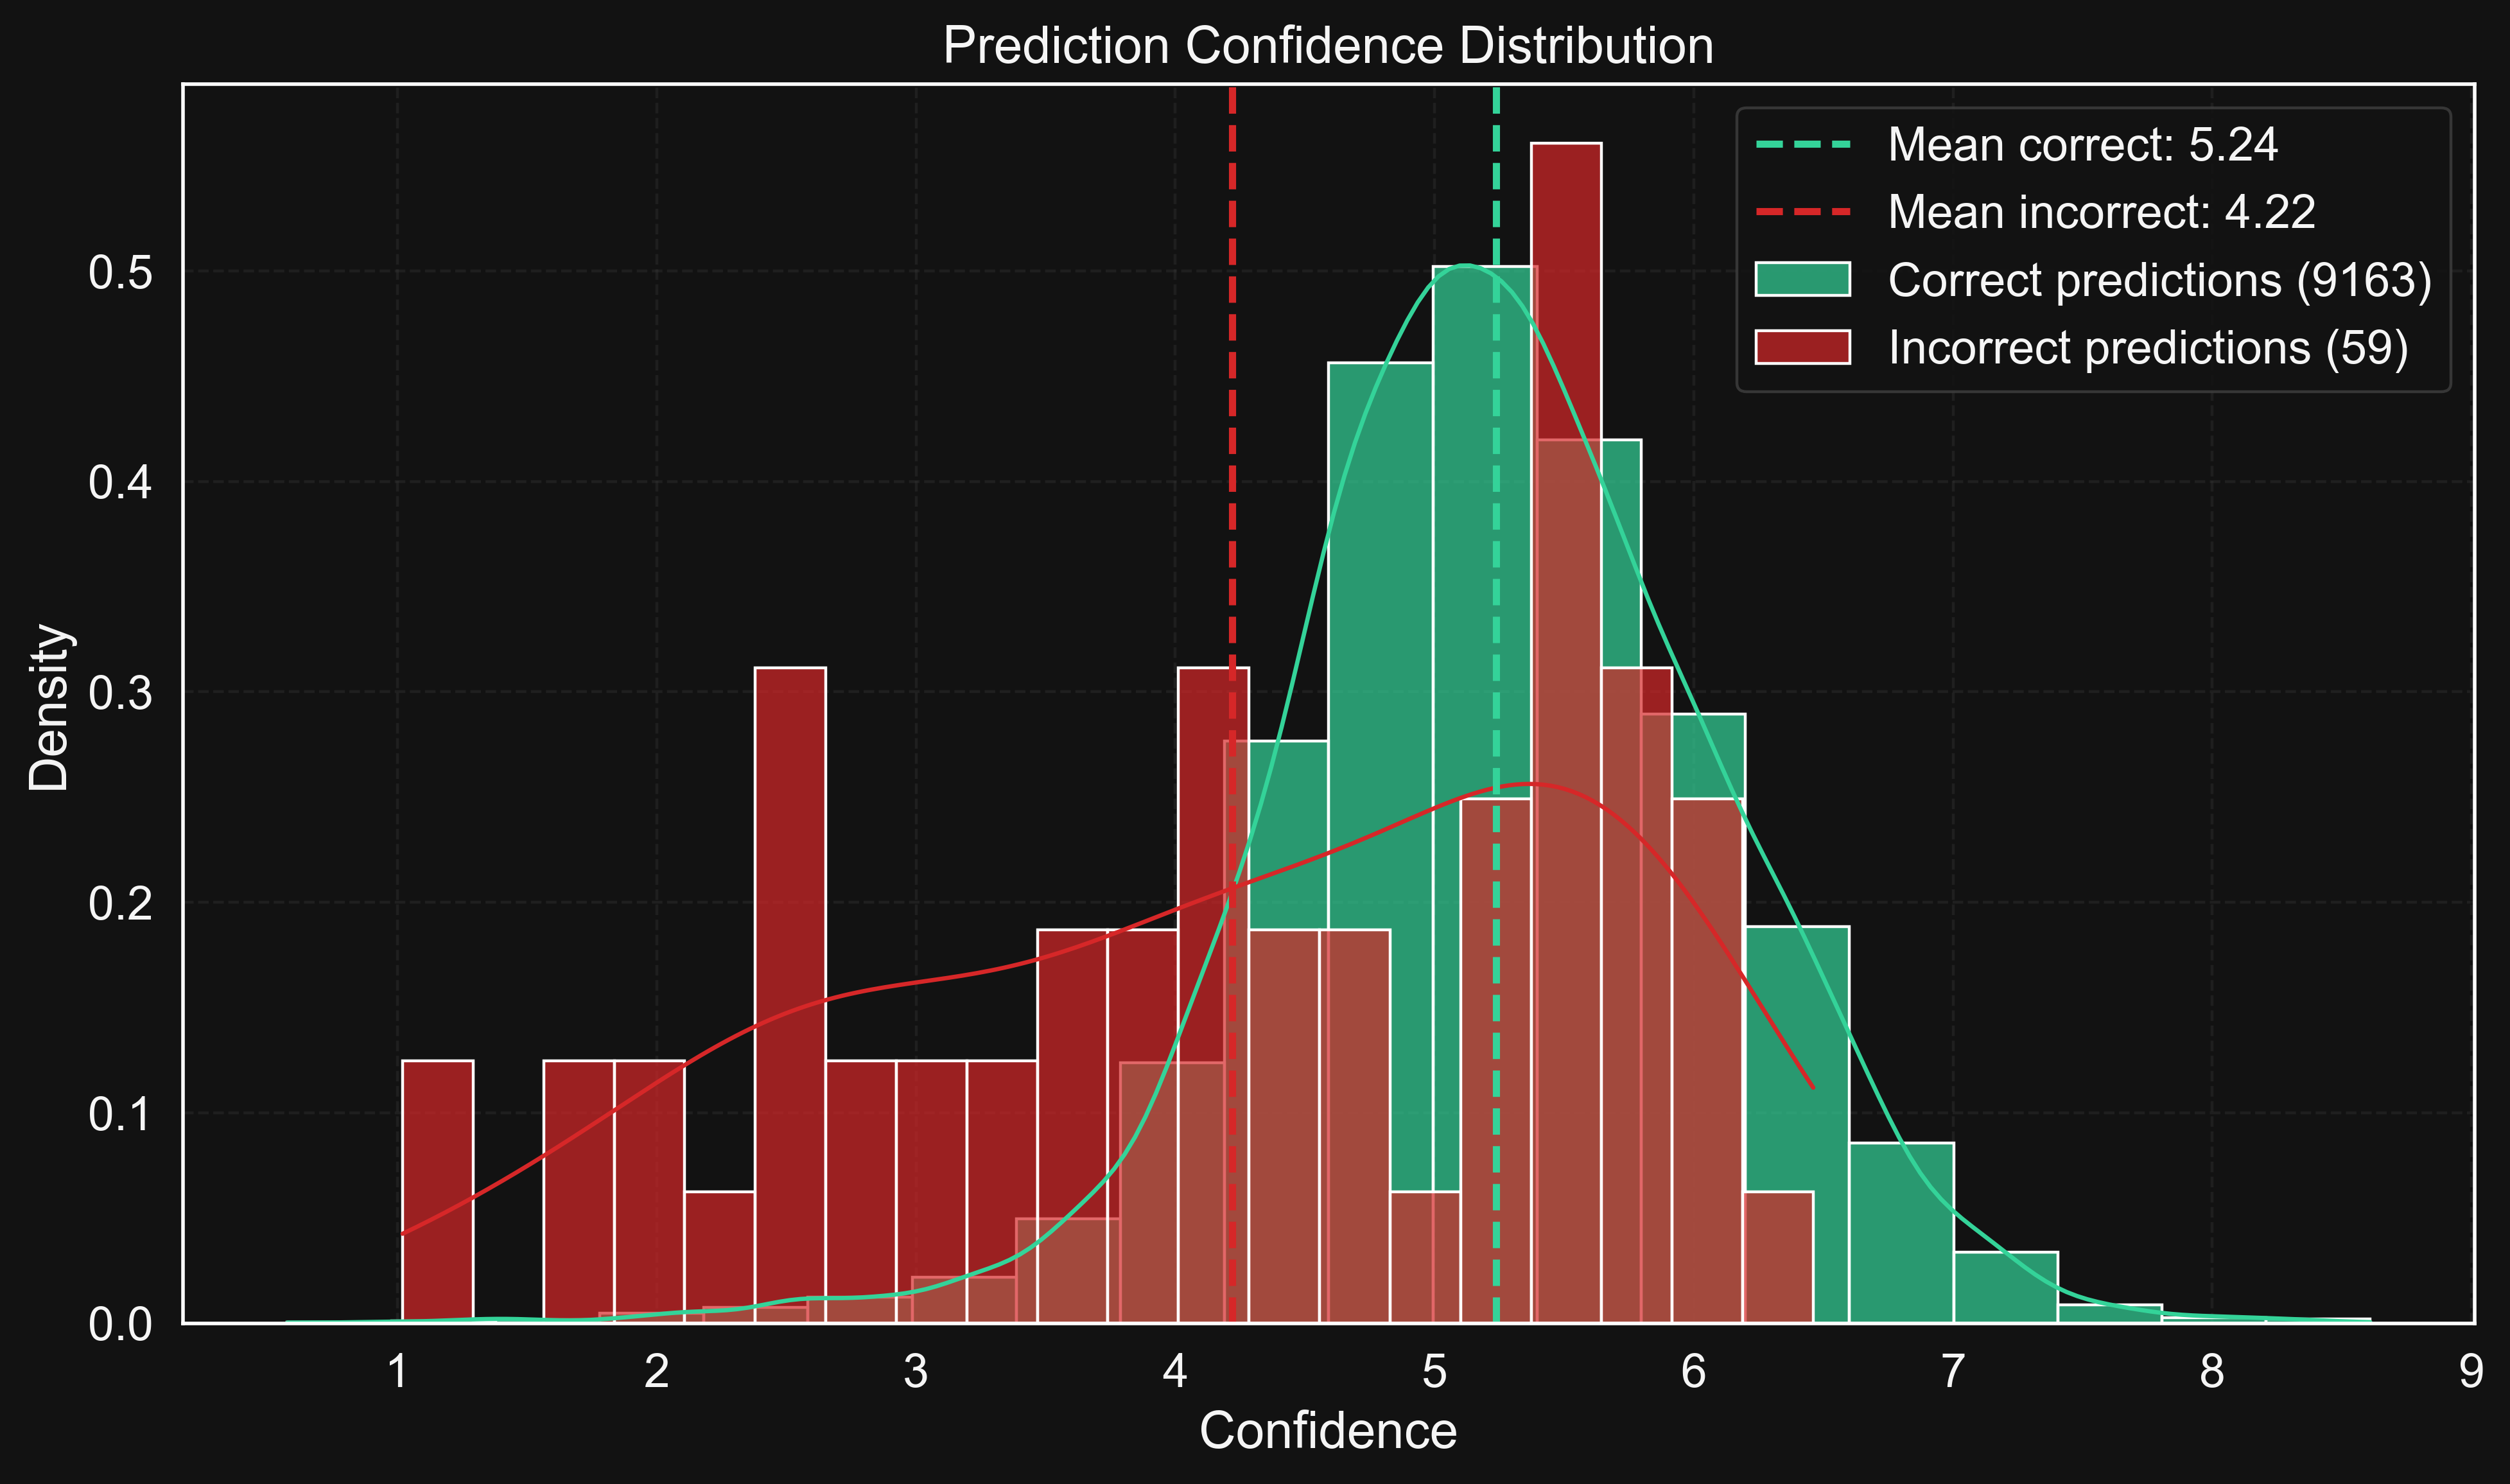 Prediction Confidence Distribution
Mean correct: 5.24
Mean incorrect: 4.22
Correct predictions (9163)
Incorrect predictions (59)
Density
0.5
0.4
0.3
0.2
0.1
0.0
1 2 3 4 5 6 7 8 9
Confidence